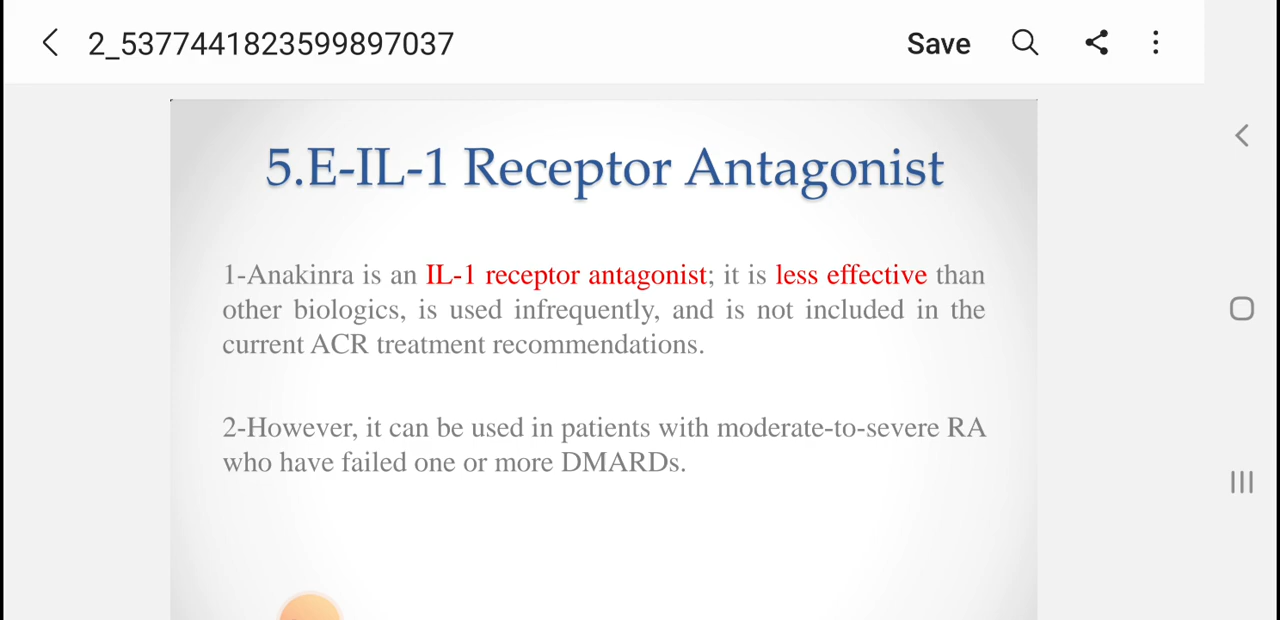 2_5377441823599897037
Save
5.E-IL-1 Receptor Antagonist
1-Anakinra is an IL-1 receptor antagonist; it is less effective than
other biologics, is used infrequently, and is not included in the
current ACR treatment recommendations.
2-However, it can be used in patients with moderate-to-severe RA
who have failed one or more DMARDs.